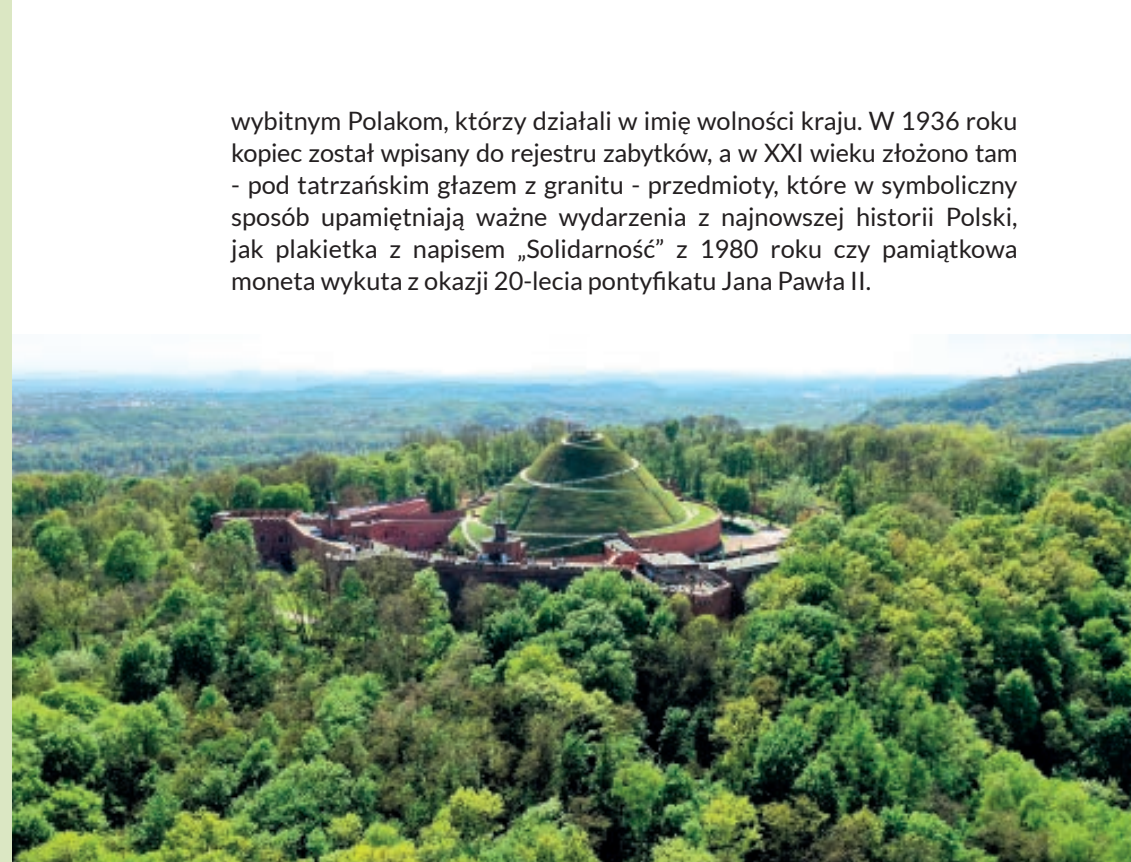 wybitnym Polakom, którzy działali w imię wolności kraju. W 1936 roku
kopiec został wpisany do rejestru zabytków, a w XXI wieku złożono tam
- pod tatrzańskim głazem z granitu - przedmioty, które w symboliczny
sposób upamiętniają ważne wydarzenia z najnowszej historii Polski,
jak plakietka z napisem „Solidarność” z 1980 roku czy pamiątkowa
moneta wykuta z okazji 20-lecia pontyfikatu Jana Pawła II.